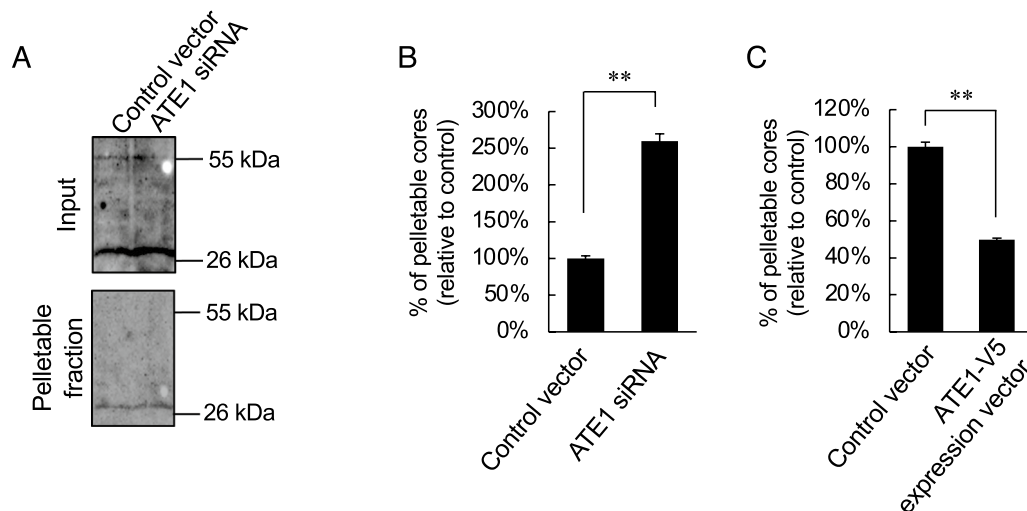 A
Control vector
ATE1 siRNA
Input
55 kDa
26 kDa
Pelletable
fraction
55 kDa
26 kDa
B
**
% of pelletable cores
(relative to control)
300%
250%
200%
150%
100%
50%
0%
Control vector
ATE1 siRNA
C
**
% of pelletable cores
(relative to control)
120%
100%
80%
60%
40%
20%
0%
Control vector
ATE1-V5
expression vector